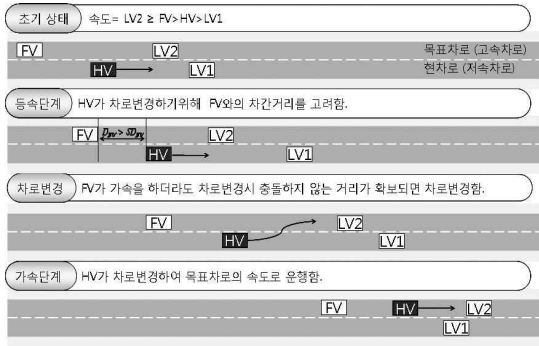 초기 상태 속도= LV2 ≥ FV>HV>LV1
FV LV2 목표차로 (고속차로)
HV LV1 현차로 (저속차로)
등속단계 HV가 차로변경하기위해 FV와의 차간거리를 고려함.
FV D_FV > SD_FV LV2
HV LV1
차로변경 FV가 가속을 하더라도 차로변경시 충돌하지 않는 거리가 확보되면 차로변경함.
FV LV2
HV LV1
가속단계 HV가 차로변경하여 목표차로의 속도로 운행함.
FV HV LV2
LV1